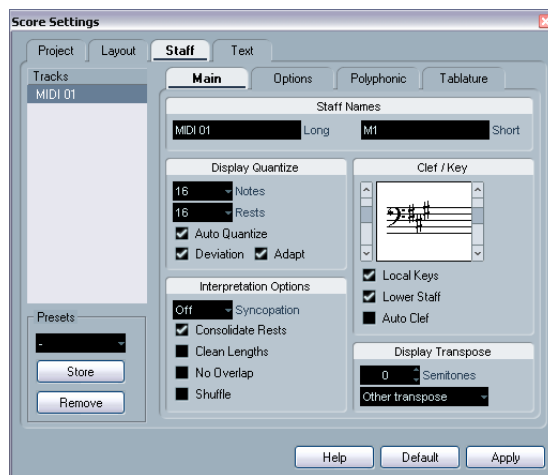 Score Settings
Project Layout Staff Text
Tracks
MIDI 01
Main Options Polyphonic Tablature
Staff Names
MIDI 01 Long M1 Short
Display Quantize
16 Notes
16 Rests
Auto Quantize
Deviation Adapt
Clef / Key
Local Keys
Lower Staff
Auto Clef
Interpretation Options
Off Syncopation
Consolidate Rests
Clean Lengths
No Overlap
Shuffle
Display Transpose
0 Semitones
Other transpose
Presets
-
Store
Remove
Help Default Apply